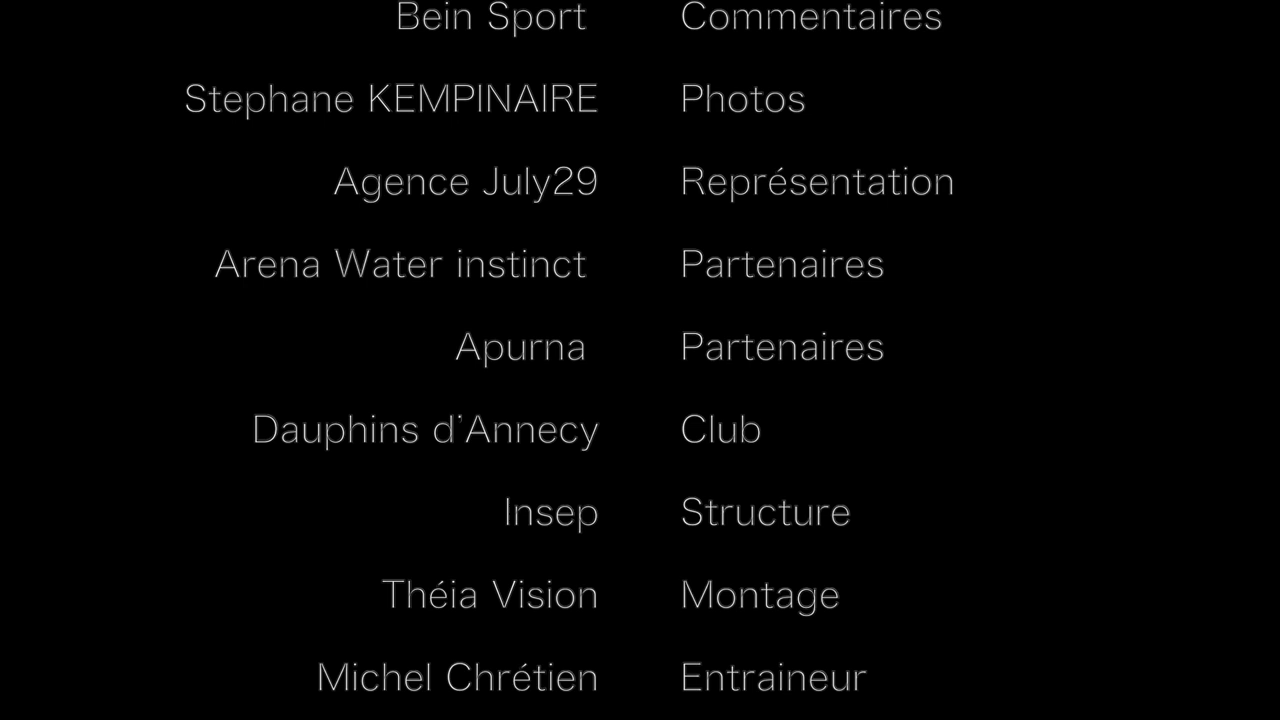 Bein Sport Commentaires
Stephane KEMPINAIRE Photos
Agence July29 Représentation
Arena Water instinct Partenaires
Apurna Partenaires
Dauphins d'Annecy Club
Insep Structure
Théia Vision Montage
Michel Chrétien Entraineur